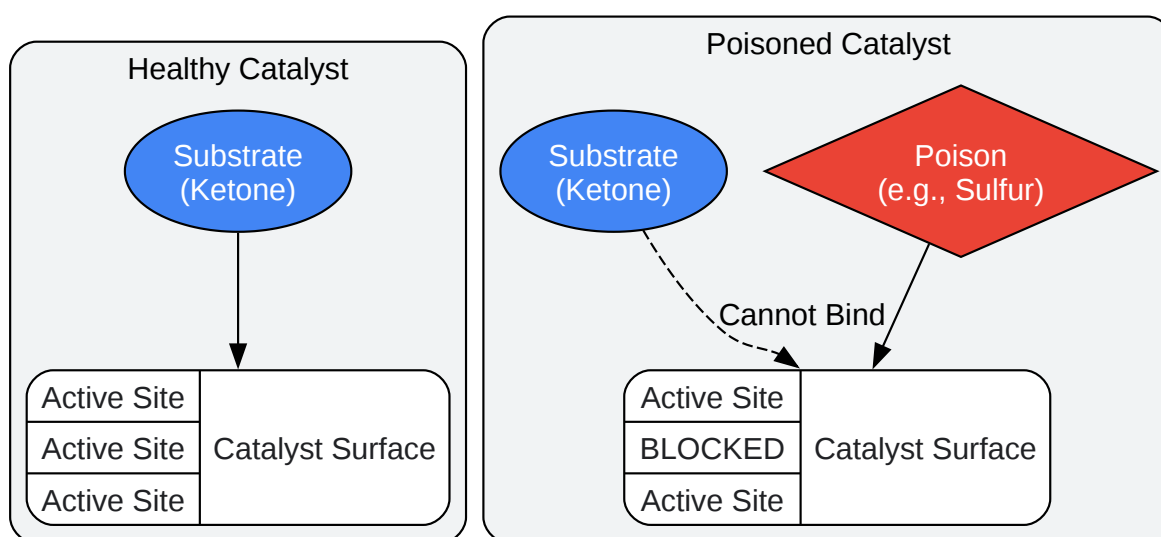 Healthy Catalyst
Substrate
(Ketone)
Active Site
Active Site
Active Site
Catalyst Surface
Poisoned Catalyst
Substrate
(Ketone)
Poison
(e.g., Sulfur)
Cannot Bind
Active Site
BLOCKED
Active Site
Catalyst Surface